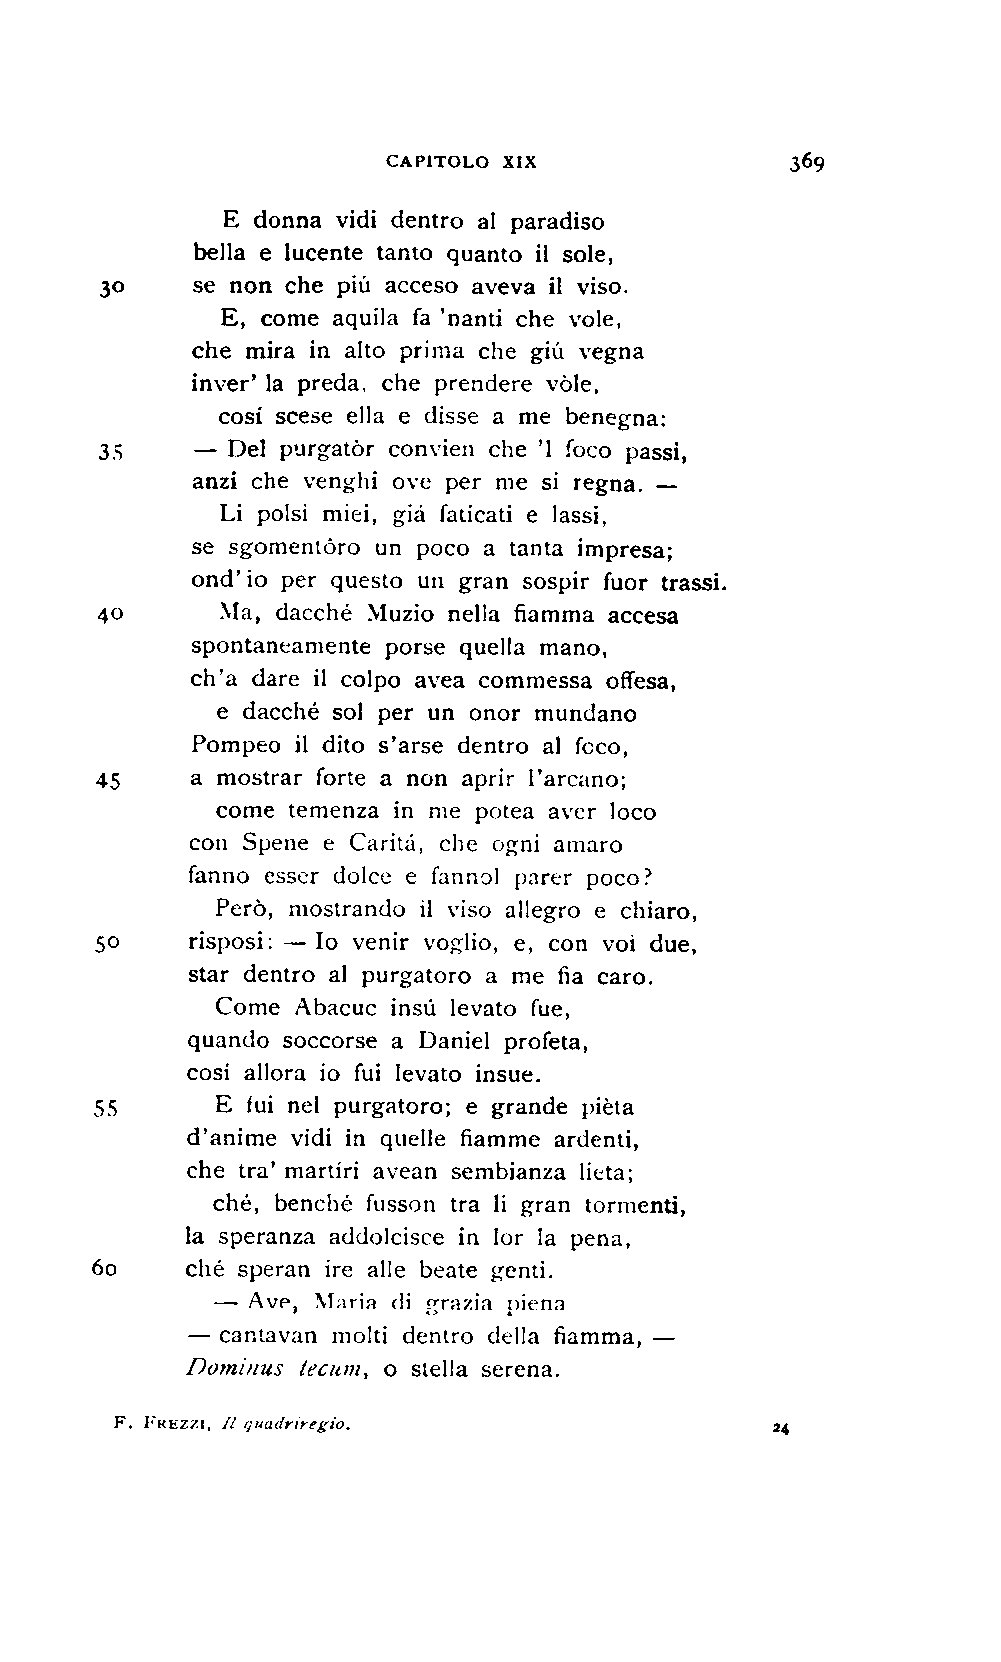 CAPITOLO XIX 369
E donna vidi dentro al paradiso
bella e lucente tanto quanto il sole,
30 se non che piú acceso aveva il viso.
E, come aquila fa 'nanti che vole,
che mira in alto prima che giú vegna
inver' la preda, che prendere vòle,
cosí scese ella e disse a me benegna:
35 — Del purgatòr convien che 'l foco passi,
anzi che venghi ove per me si regna. —
Li polsi miei, giá faticati e lassi,
se sgomentôro un poco a tanta impresa;
ond'io per questo un gran sospir fuor trassi.
40 Ma, dacché Muzio nella fiamma accesa
spontaneamente porse quella mano,
ch'a dare il colpo avea commessa offesa,
e dacché sol per un onor mundano
Pompeo il dito s'arse dentro al foco,
45 a mostrar forte a non aprir l'arcano;
come temenza in me potea aver loco
con Spene e Caritá, che ogni amaro
fanno esser dolce e fannol parer poco?
Però, mostrando il viso allegro e chiaro,
50 risposi: — Io venir voglio, e, con voi due,
star dentro al purgatoro a me fia caro.
Come Abacuc insú levato fue,
quando soccorse a Daniel profeta,
cosí allora io fui levato insue.
55 E fui nel purgatoro; e grande pièta
d'anime vidi in quelle fiamme ardenti,
che tra' martíri avean sembianza lieta;
ché, benché fusson tra li gran tormenti,
la speranza addolcisce in lor la pena,
60 ché speran ire alle beate genti.
— Ave, Maria di grazia piena
— cantavan molti dentro della fiamma, —
Dominus tecum, o stella serena.
F. FREZZI, Il quadriregio. 24